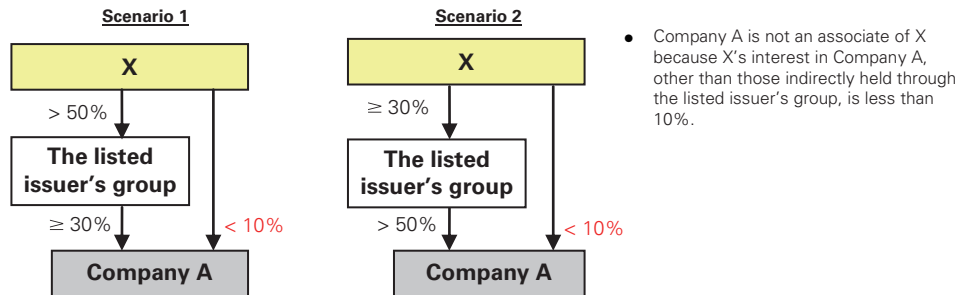 Scenario 1
X
> 50%
The listed
issuer's group
≥ 30%
< 10%
Company A
Scenario 2
X
≥ 30%
The listed
issuer's group
> 50%
< 10%
Company A
• Company A is not an associate of X
because X's interest in Company A,
other than those indirectly held through
the listed issuer's group, is less than
10%.